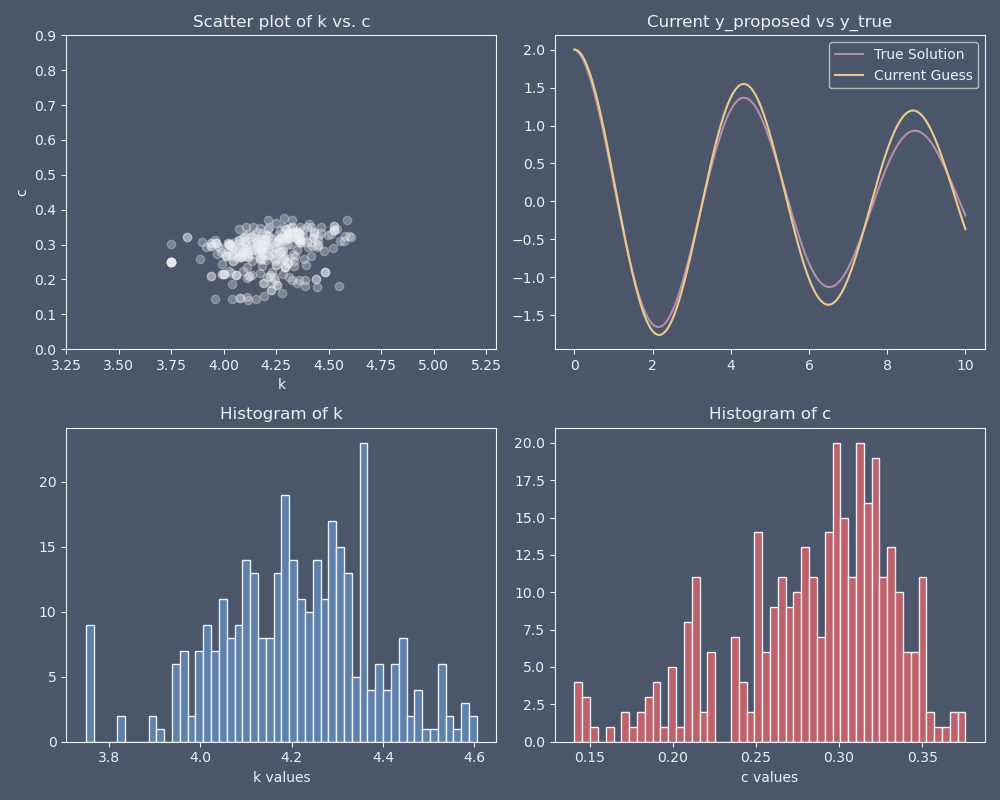 Scatter plot of k vs. c
c
0.9
0.8
0.7
0.6
0.5
0.4
0.3
0.2
0.1
0.0
3.25 3.50 3.75 4.00 4.25 4.50 4.75 5.00 5.25
k
Current y_proposed vs y_true
True Solution
Current Guess
2.0
1.5
1.0
0.5
0.0
−0.5
−1.0
−1.5
0 2 4 6 8 10
Histogram of k
20
15
10
5
0
3.8 4.0 4.2 4.4 4.6
k values
Histogram of c
20.0
17.5
15.0
12.5
10.0
7.5
5.0
2.5
0.0
0.15 0.20 0.25 0.30 0.35
c values